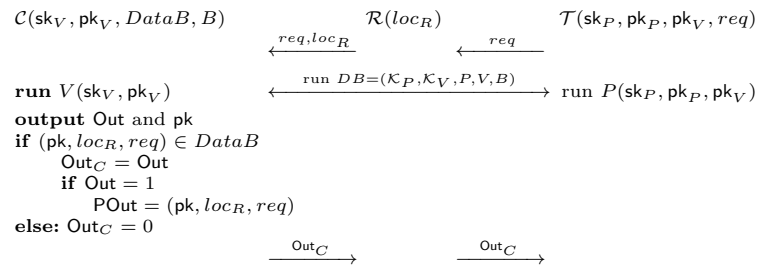 𝒞(sk_V, pk_V, DataB, B) ℛ(loc_R) 𝒯(sk_P, pk_P, pk_V, req)
req,loc_R req
run V(sk_V, pk_V) run DB=(𝒦_P,𝒦_V,P,V,B) run P(sk_P, pk_P, pk_V)
output Out and pk
if (pk, loc_R, req) ∈ DataB
Out_C = Out
if Out = 1
POut = (pk, loc_R, req)
else: Out_C = 0
Out_C Out_C